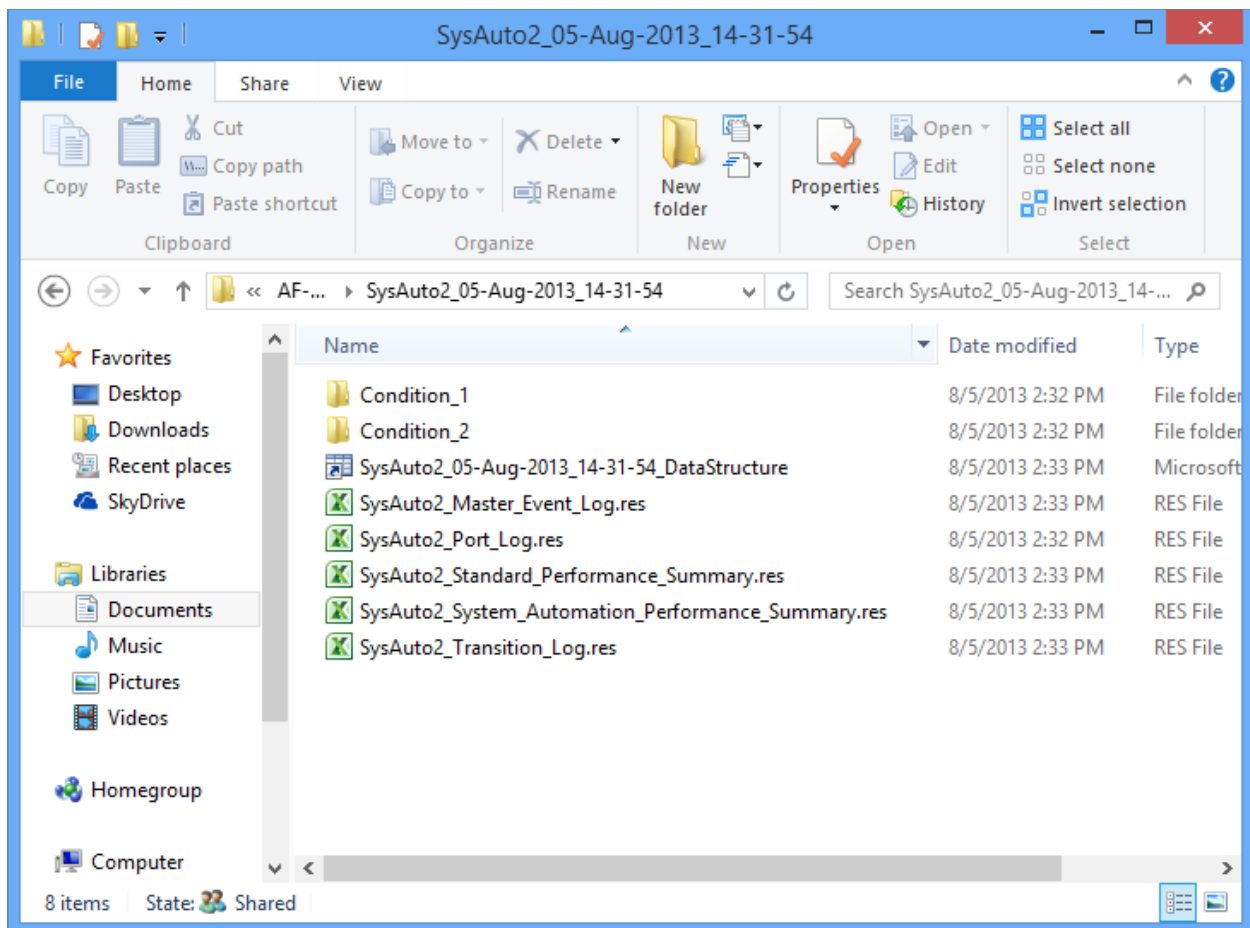 SysAuto2_05-Aug-2013_14-31-54
File Home Share View
Copy Paste Cut Copy path Paste shortcut
Move to Copy to Delete Rename
New folder
Properties Open Edit History
Select all Select none Invert selection
Clipboard Organize New Open Select
« AF-... SysAuto2_05-Aug-2013_14-31-54 Search SysAuto2_05-Aug-2013_14-...
Name Date modified Type
Favorites
Desktop
Downloads
Recent places
SkyDrive
Libraries
Documents
Music
Pictures
Videos
Homegroup
Computer
Condition_1 8/5/2013 2:32 PM File folder
Condition_2 8/5/2013 2:32 PM File folder
SysAuto2_05-Aug-2013_14-31-54_DataStructure 8/5/2013 2:33 PM Microsoft
SysAuto2_Master_Event_Log.res 8/5/2013 2:33 PM RES File
SysAuto2_Port_Log.res 8/5/2013 2:32 PM RES File
SysAuto2_Standard_Performance_Summary.res 8/5/2013 2:33 PM RES File
SysAuto2_System_Automation_Performance_Summary.res 8/5/2013 2:33 PM RES File
SysAuto2_Transition_Log.res 8/5/2013 2:33 PM RES File
8 items State: Shared